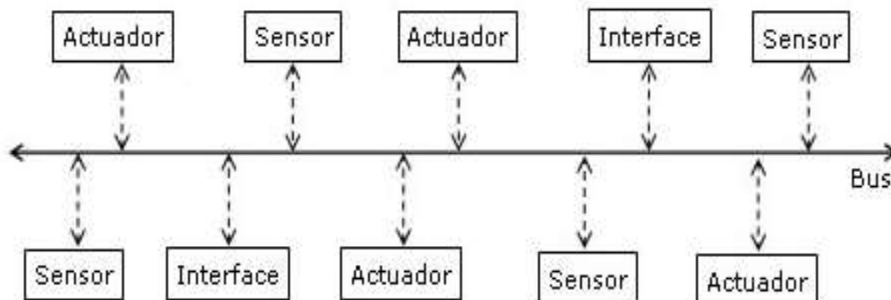 Actuador Sensor Actuador Interface Sensor
Bus
Sensor Interface Actuador Sensor Actuador